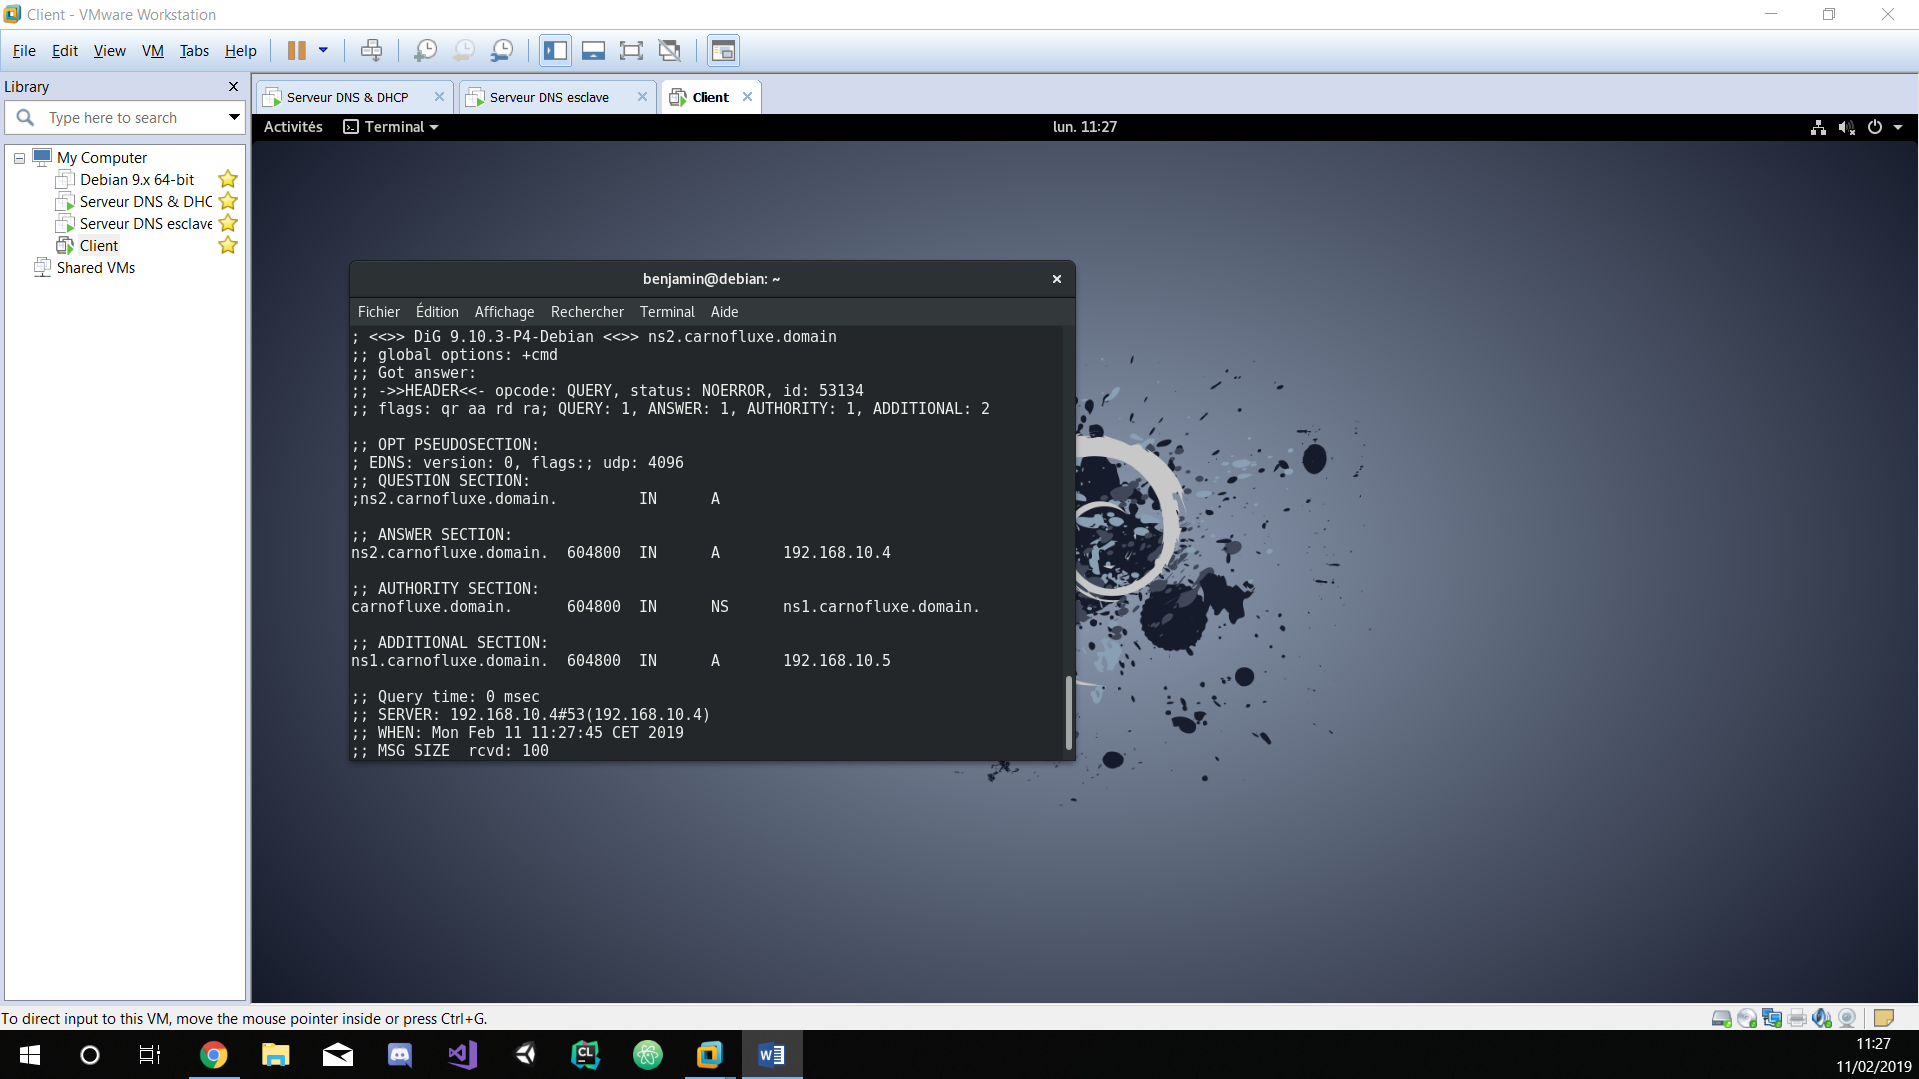 Client - VMware Workstation
File Edit View VM Tabs Help
Library
Type here to search
My Computer
Debian 9.x 64-bit
Serveur DNS & DHC
Serveur DNS esclave
Client
Shared VMs
Serveur DNS & DHCP
Serveur DNS esclave
Client
Activités Terminal lun. 11:27
benjamin@debian: ~
Fichier Édition Affichage Rechercher Terminal Aide
; <<>> DiG 9.10.3-P4-Debian <<>> ns2.carnofluxe.domain
;; global options: +cmd
;; Got answer:
;; ->>HEADER<<- opcode: QUERY, status: NOERROR, id: 53134
;; flags: qr aa rd ra; QUERY: 1, ANSWER: 1, AUTHORITY: 1, ADDITIONAL: 2
;; OPT PSEUDOSECTION:
; EDNS: version: 0, flags:; udp: 4096
;; QUESTION SECTION:
;ns2.carnofluxe.domain. IN A
;; ANSWER SECTION:
ns2.carnofluxe.domain. 604800 IN A 192.168.10.4
;; AUTHORITY SECTION:
carnofluxe.domain. 604800 IN NS ns1.carnofluxe.domain.
;; ADDITIONAL SECTION:
ns1.carnofluxe.domain. 604800 IN A 192.168.10.5
;; Query time: 0 msec
;; SERVER: 192.168.10.4#53(192.168.10.4)
;; WHEN: Mon Feb 11 11:27:45 CET 2019
;; MSG SIZE  rcvd: 100
To direct input to this VM, move the mouse pointer inside or press Ctrl+G.
CL
W
11:27
11/02/2019